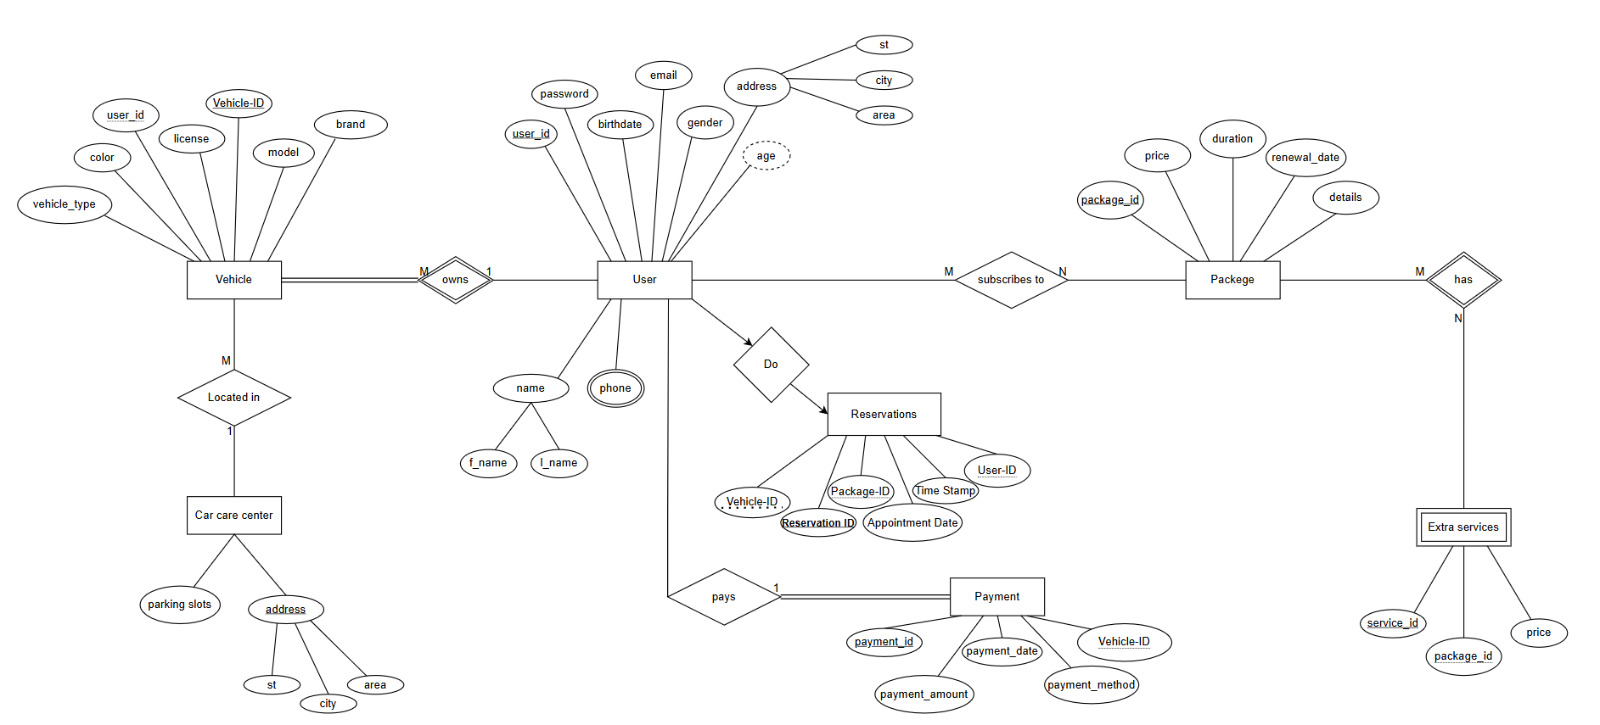 st
email
city
address
password
Vehicle-ID
user_id
area
brand
birthdate
gender
user_id
license
duration
model
color
age
price
renewal_date
vehicle_type
package_id
details
M
1
M
N
M
Vehicle
owns
User
subscribes to
Packege
has
N
M
Do
name
phone
Located in
1
Reservations
f_name
l_name
User-ID
Vehicle-ID
Package-ID
Time Stamp
Car care center
Reservation ID
Appointment Date
Extra services
1
parking slots
address
pays
Payment
service_id
price
payment_id
payment_date
Vehicle-ID
package_id
st
area
payment_amount
payment_method
city